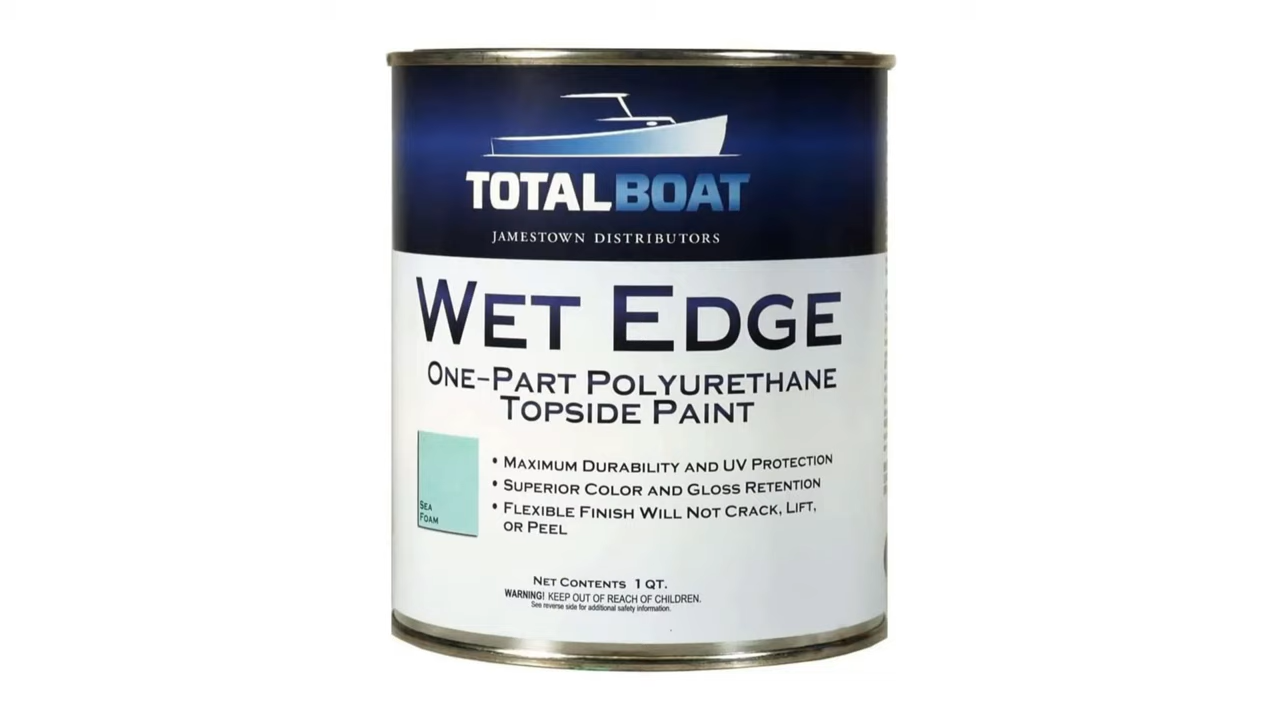 TOTALBOAT
JAMESTOWN DISTRIBUTORS
WET EDGE
ONE-PART POLYURETHANE
TOPSIDE PAINT
• MAXIMUM DURABILITY AND UV PROTECTION
• SUPERIOR COLOR AND GLOSS RETENTION
• FLEXIBLE FINISH WILL NOT CRACK, LIFT,
OR PEEL
SEA
FOAM
NET CONTENTS 1 QT.
WARNING! KEEP OUT OF REACH OF CHILDREN.
See reverse side for additional safety information.